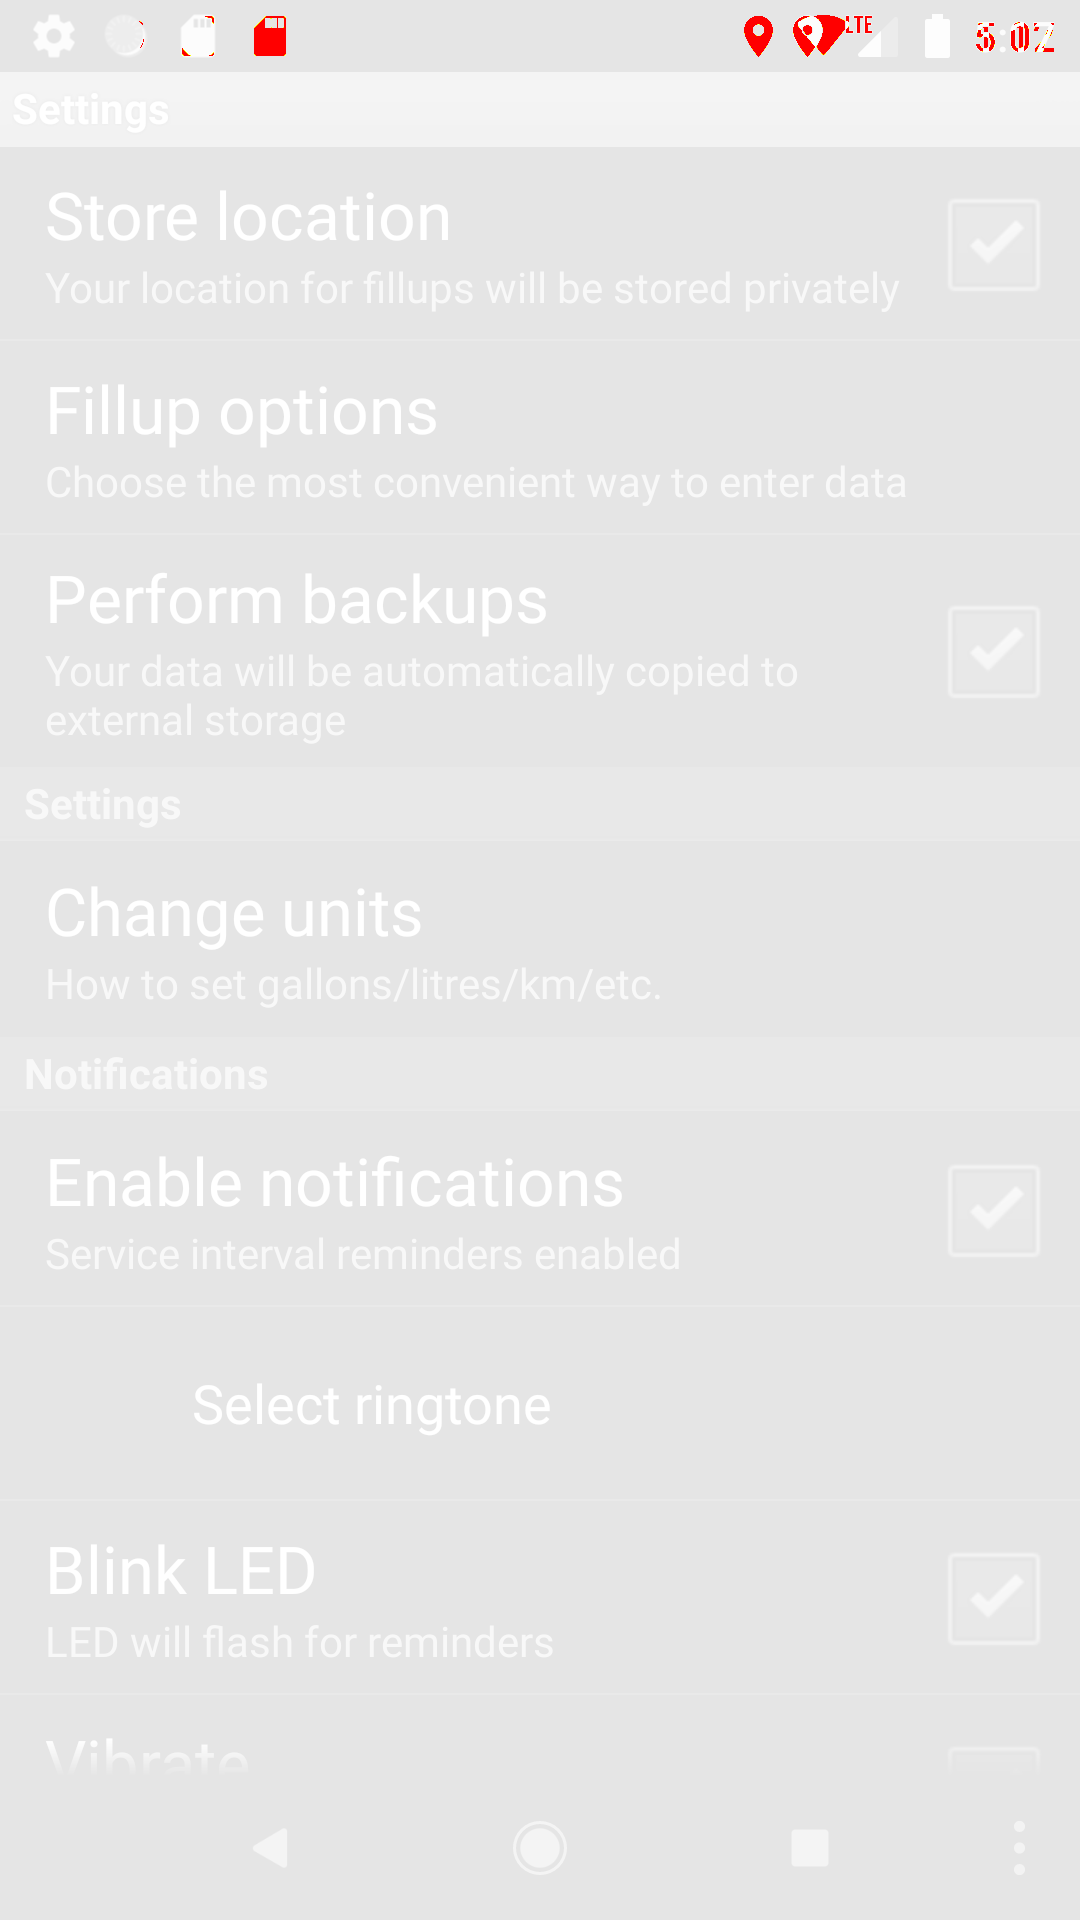 LTE
Settings
Store location
Your location for fillups will be stored privately
Fillup options
Choose the most convenient way to enter data
Perform backups
Your data will be automatically copied to
external storage
Settings
Change units
How to set gallons/litres/km/etc.
Notifications
Enable notifications
Service interval reminders enabled
Select ringtone
Blink LED
LED will flash for reminders
Vibrate